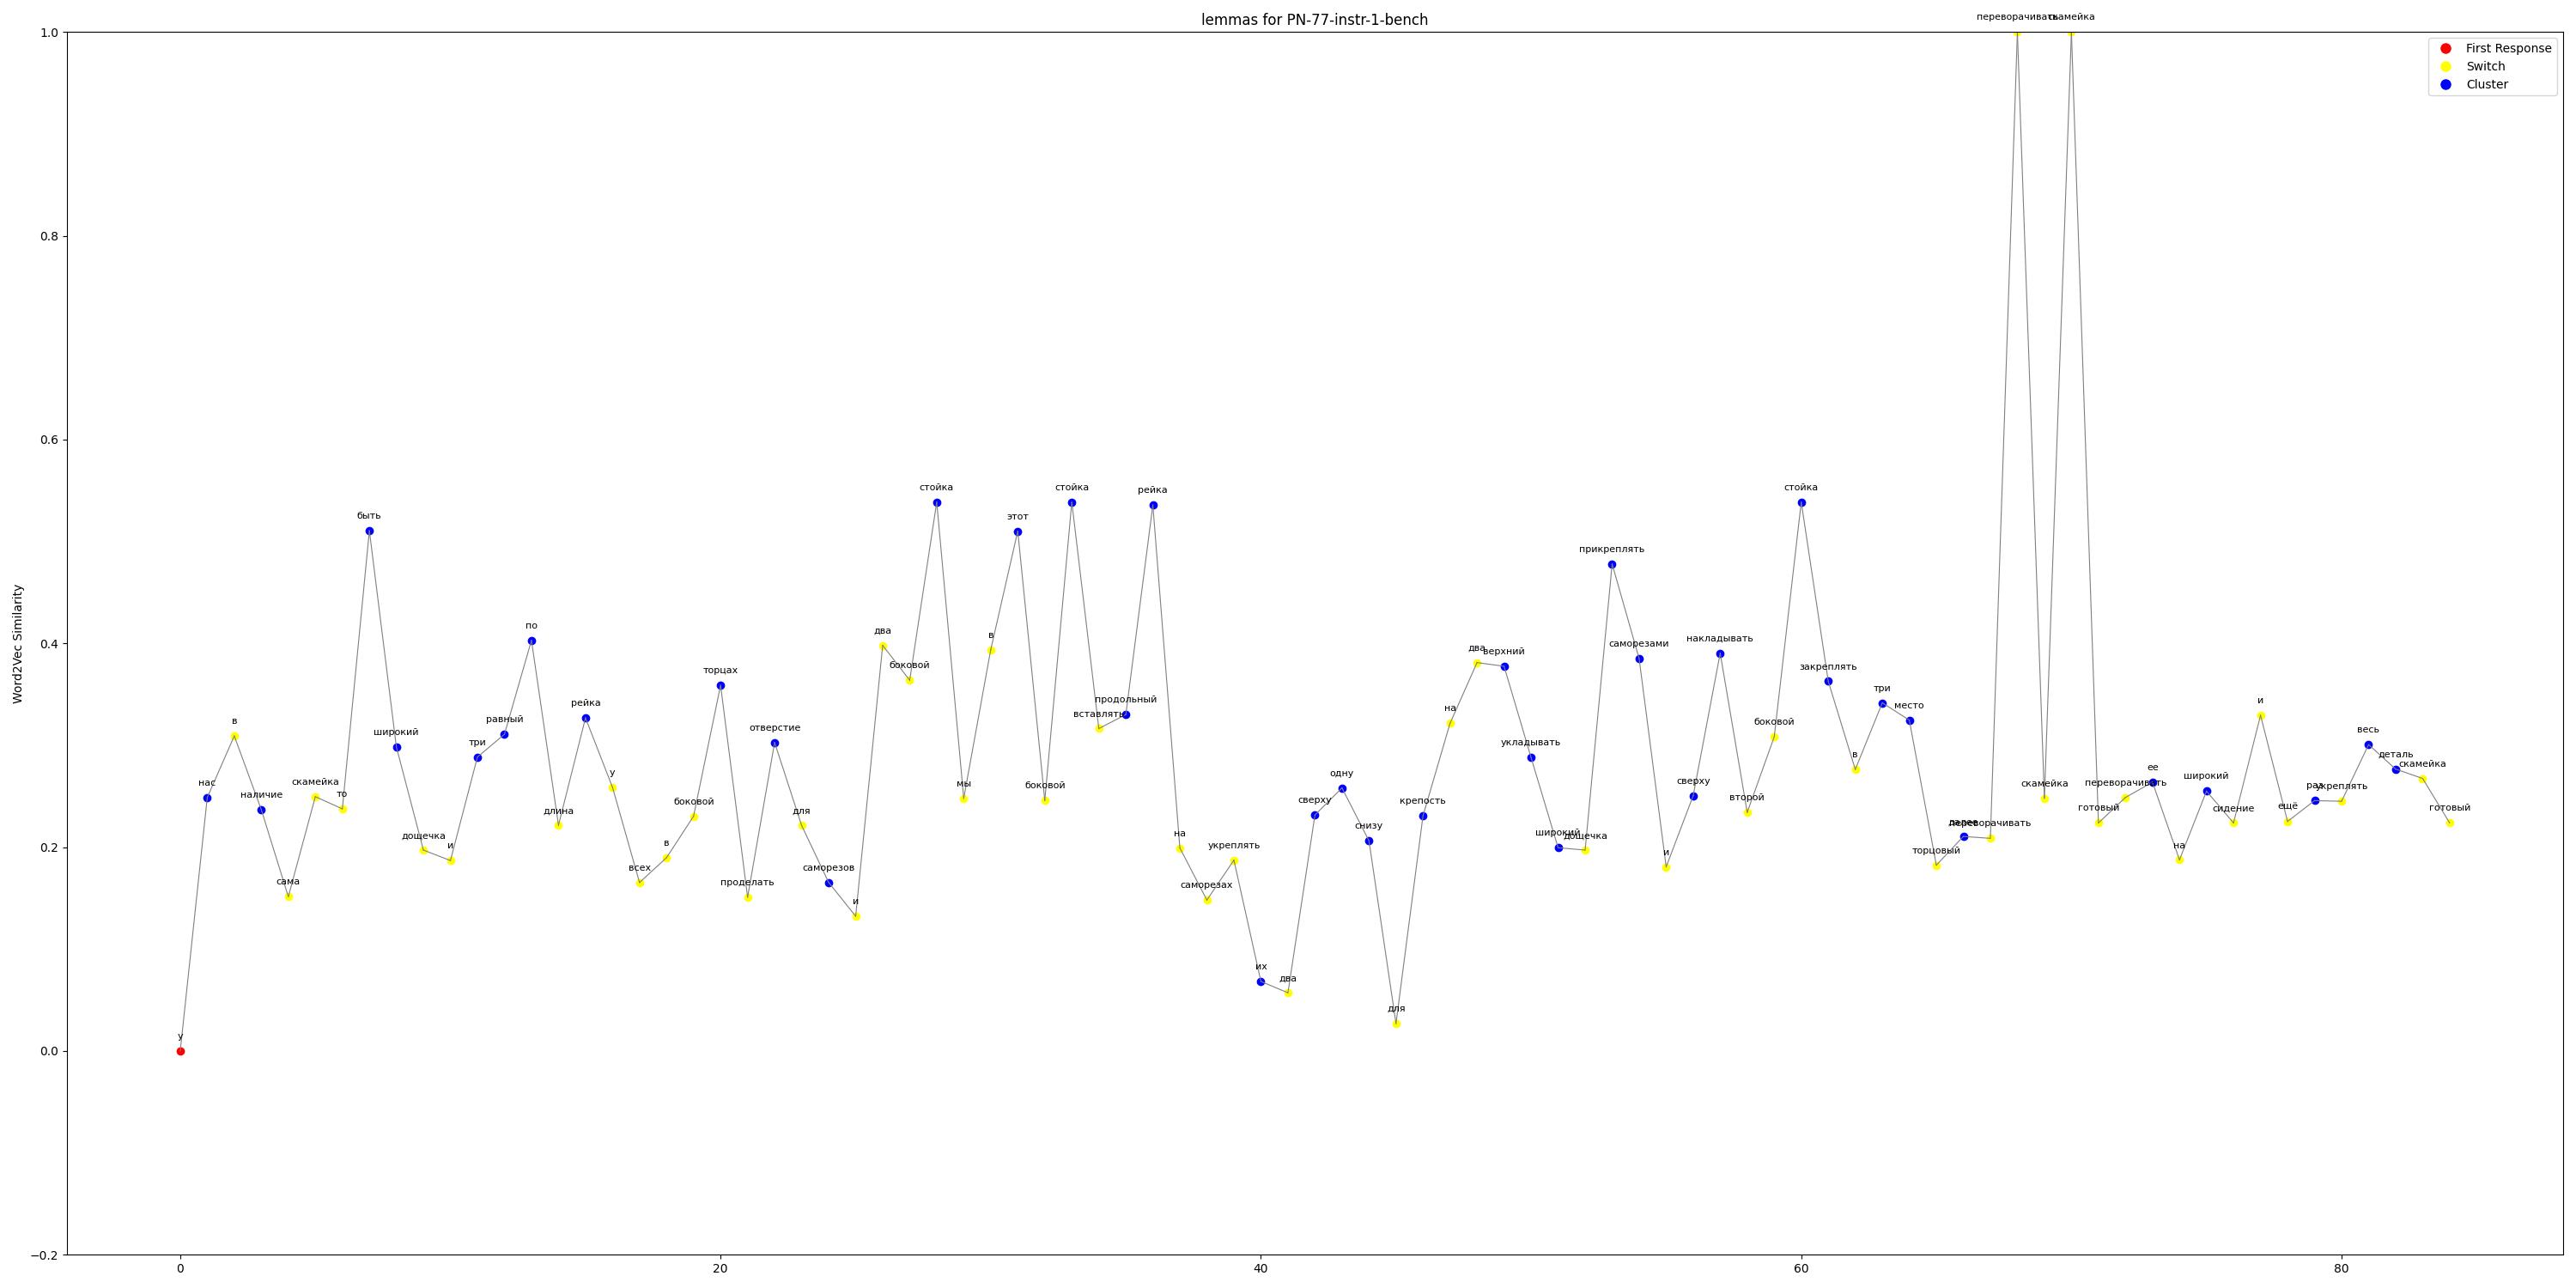 lemmas for PN-77-instr-1-bench
First Response
Switch
Cluster
Word2Vec Similarity
1.0
0.8
0.6
0.4
0.2
0.0
−0.2
0
20
40
60
80
у
нас
в
наличие
сама
скамейка
то
быть
широкий
дощечка
и
три
равный
по
длина
рейка
у
всех
в
боковой
торцах
проделать
отверстие
для
саморезов
и
два
боковой
стойка
мы
в
этот
боковой
стойка
вставлять
продольный
рейка
на
саморезах
укреплять
их
два
сверху
одну
снизу
для
крепость
на
два
верхний
укладывать
широкий
дощечка
прикреплять
саморезами
и
сверху
накладывать
второй
боковой
стойка
закреплять
в
три
место
торцовый
далее
переворачивать
переворачивать
скамейка
скамейка
готовый
переворачивать
ее
на
широкий
сидение
и
ещё
раз
укреплять
весь
деталь
скамейка
готовый